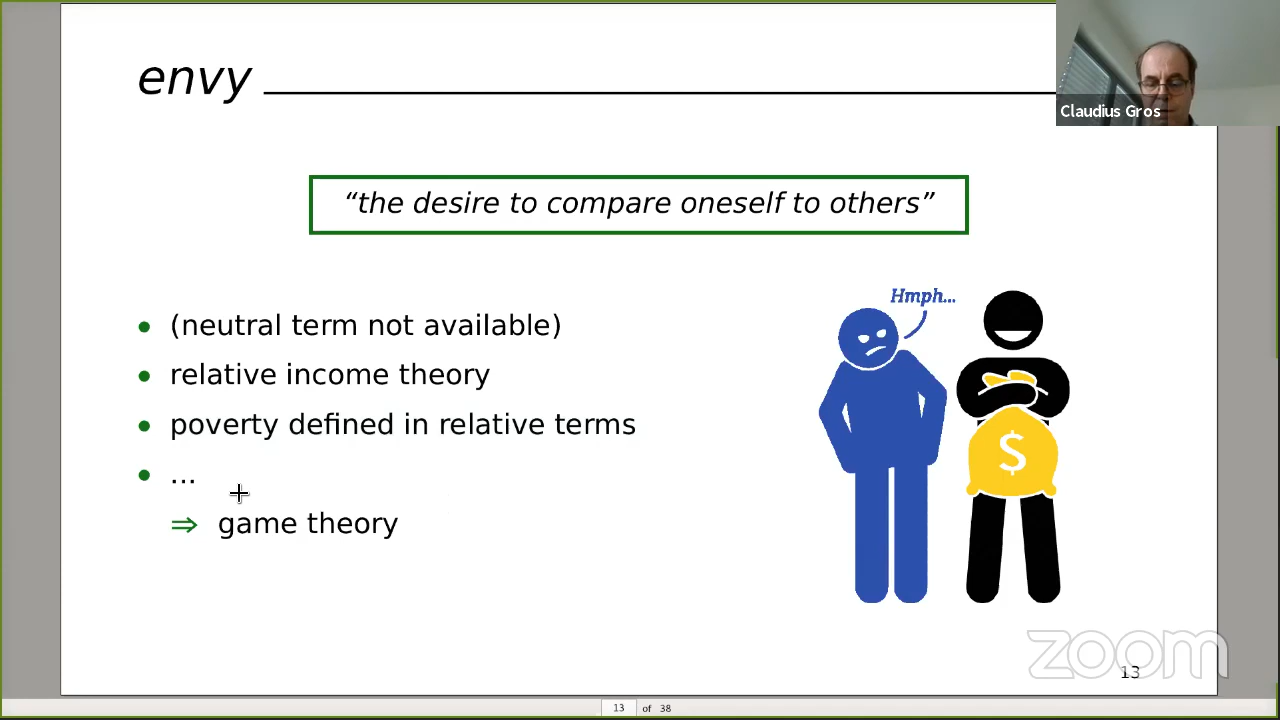 envy
Claudius Gros
“the desire to compare oneself to others”
Hmph...
(neutral term not available)
relative income theory
poverty defined in relative terms
...
⇒ game theory
$
zoom
13
13 of 38